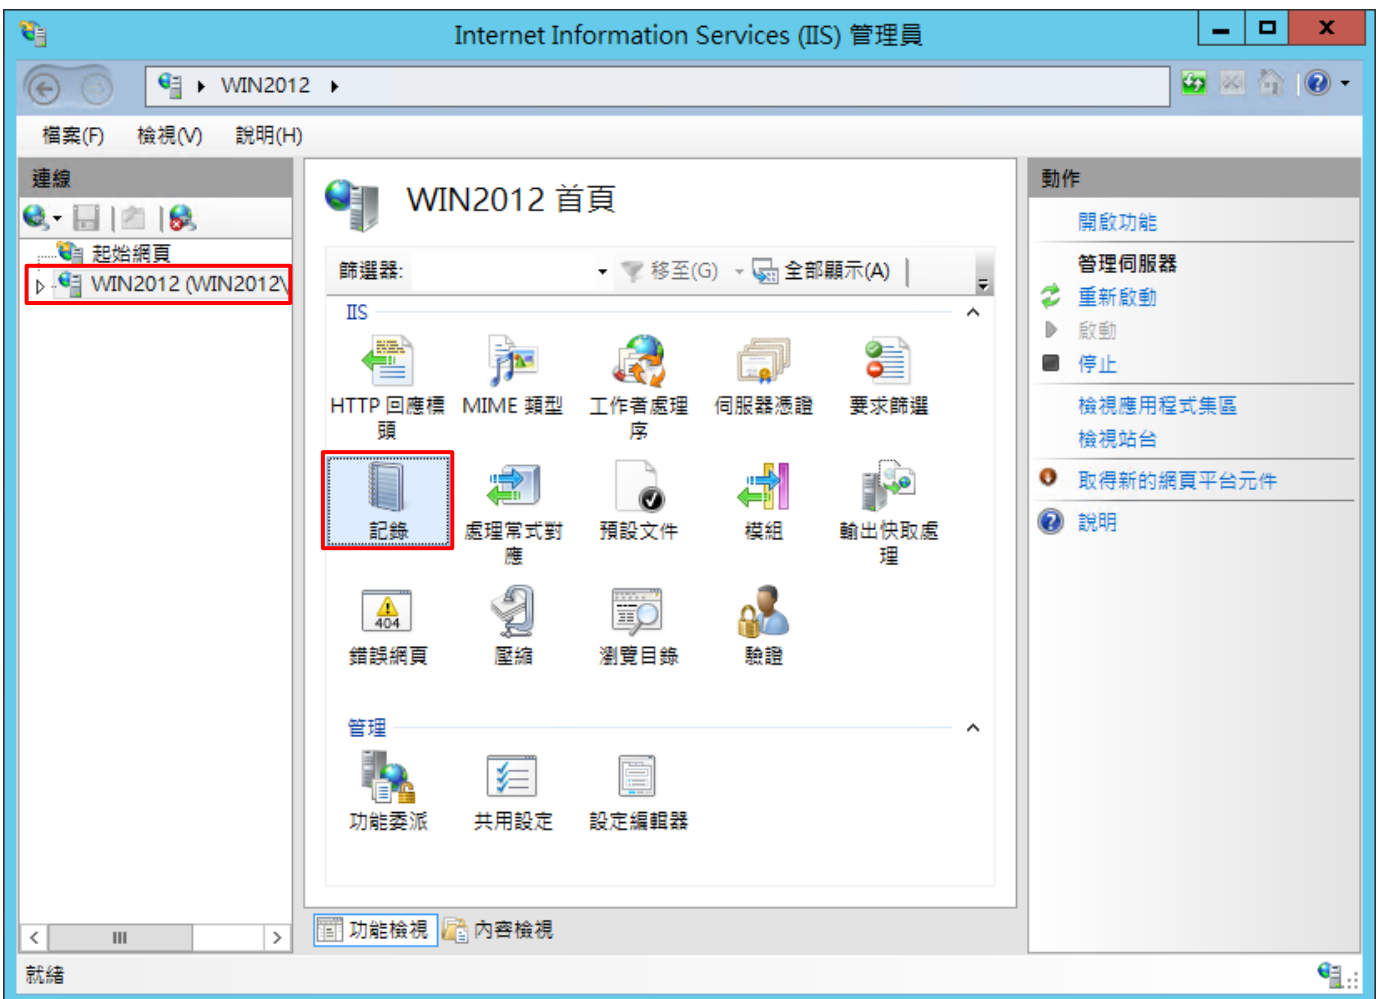 Internet Information Services (IIS) 管理員
WIN2012
檔案(F) 檢視(V) 說明(H)
連線
起始網頁
WIN2012 (WIN2012\
WIN2012 首頁
篩選器: 移至(G) 全部顯示(A)
IIS
HTTP 回應標頭
MIME 類型
工作者處理序
伺服器憑證
要求篩選
記錄
處理常式對應
預設文件
模組
輸出快取處理
404
錯誤網頁
壓縮
瀏覽目錄
驗證
管理
功能委派
共用設定
設定編輯器
功能檢視 內容檢視
動作
開啟功能
管理伺服器
重新啟動
啟動
停止
檢視應用程式集區
檢視站台
取得新的網頁平台元件
說明
就緒